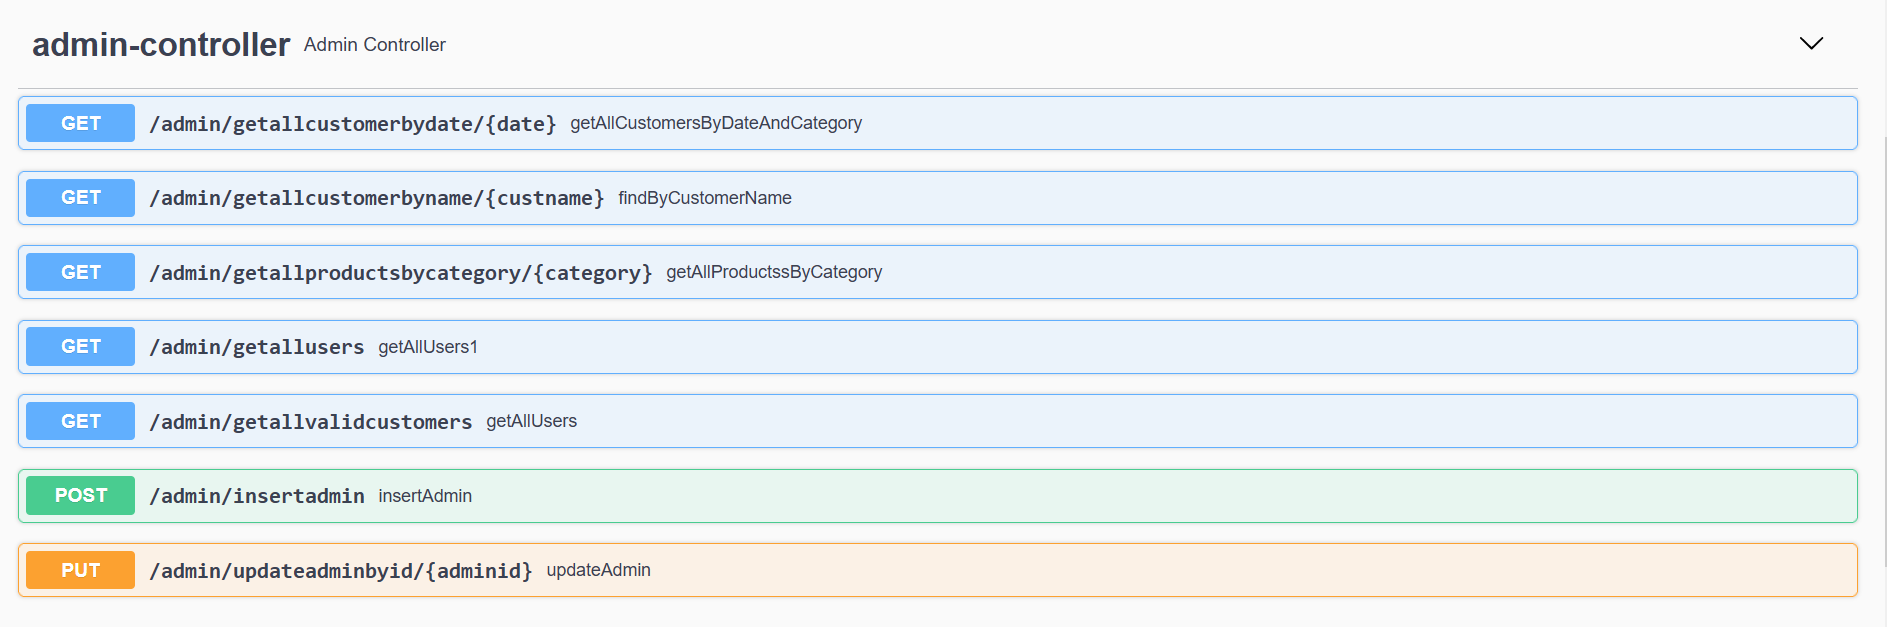 admin-controller Admin Controller
GET /admin/getallcustomerbydate/{date} getAllCustomersByDateAndCategory
GET /admin/getallcustomerbyname/{custname} findByCustomerName
GET /admin/getallproductsbycategory/{category} getAllProductssByCategory
GET /admin/getallusers getAllUsers1
GET /admin/getallvalidcustomers getAllUsers
POST /admin/insertadmin insertAdmin
PUT /admin/updateadminbyid/{adminid} updateAdmin